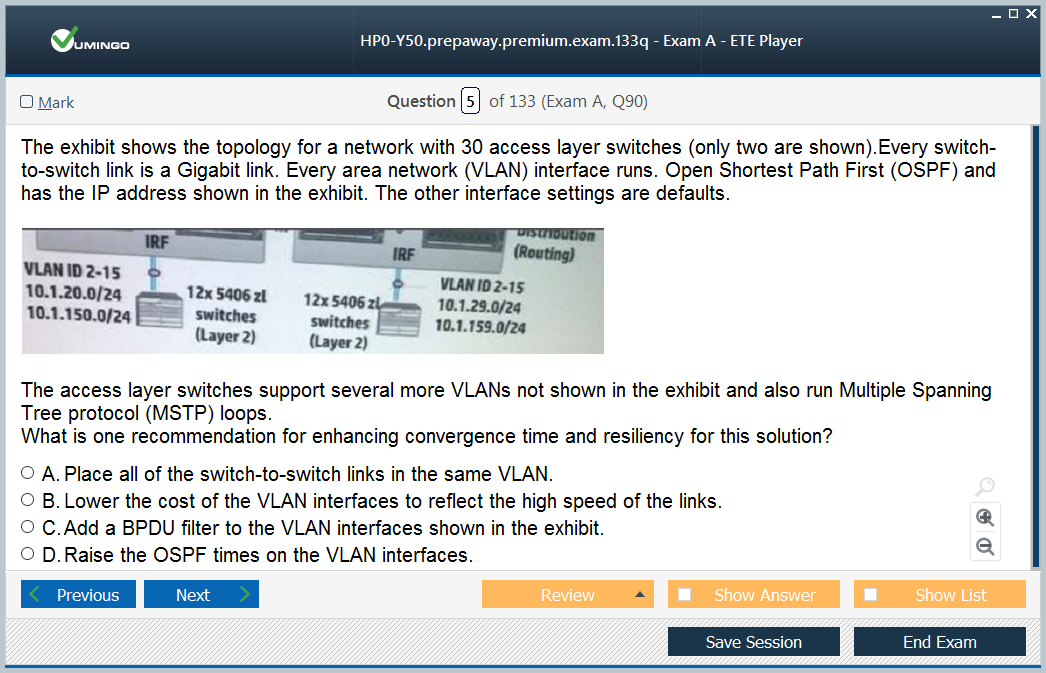 VUMINGO
HP0-Y50.prepaway.premium.exam.133q - Exam A - ETE Player
Mark
Question 5 of 133 (Exam A, Q90)
The exhibit shows the topology for a network with 30 access layer switches (only two are shown).Every switch-
to-switch link is a Gigabit link. Every area network (VLAN) interface runs. Open Shortest Path First (OSPF) and
has the IP address shown in the exhibit. The other interface settings are defaults.
IRF
VLAN ID 2-15
10.1.20.0/24
10.1.150.0/24
12x 5406 zl
switches
(Layer 2)
Distribution
(Routing)
IRF
12x 5406 zl
switches
(Layer 2)
VLAN ID 2-15
10.1.29.0/24
10.1.159.0/24
The access layer switches support several more VLANs not shown in the exhibit and also run Multiple Spanning
Tree protocol (MSTP) loops.
What is one recommendation for enhancing convergence time and resiliency for this solution?
A. Place all of the switch-to-switch links in the same VLAN.
B. Lower the cost of the VLAN interfaces to reflect the high speed of the links.
C. Add a BPDU filter to the VLAN interfaces shown in the exhibit.
D. Raise the OSPF times on the VLAN interfaces.
Previous
Next
Review
Show Answer
Show List
Save Session
End Exam